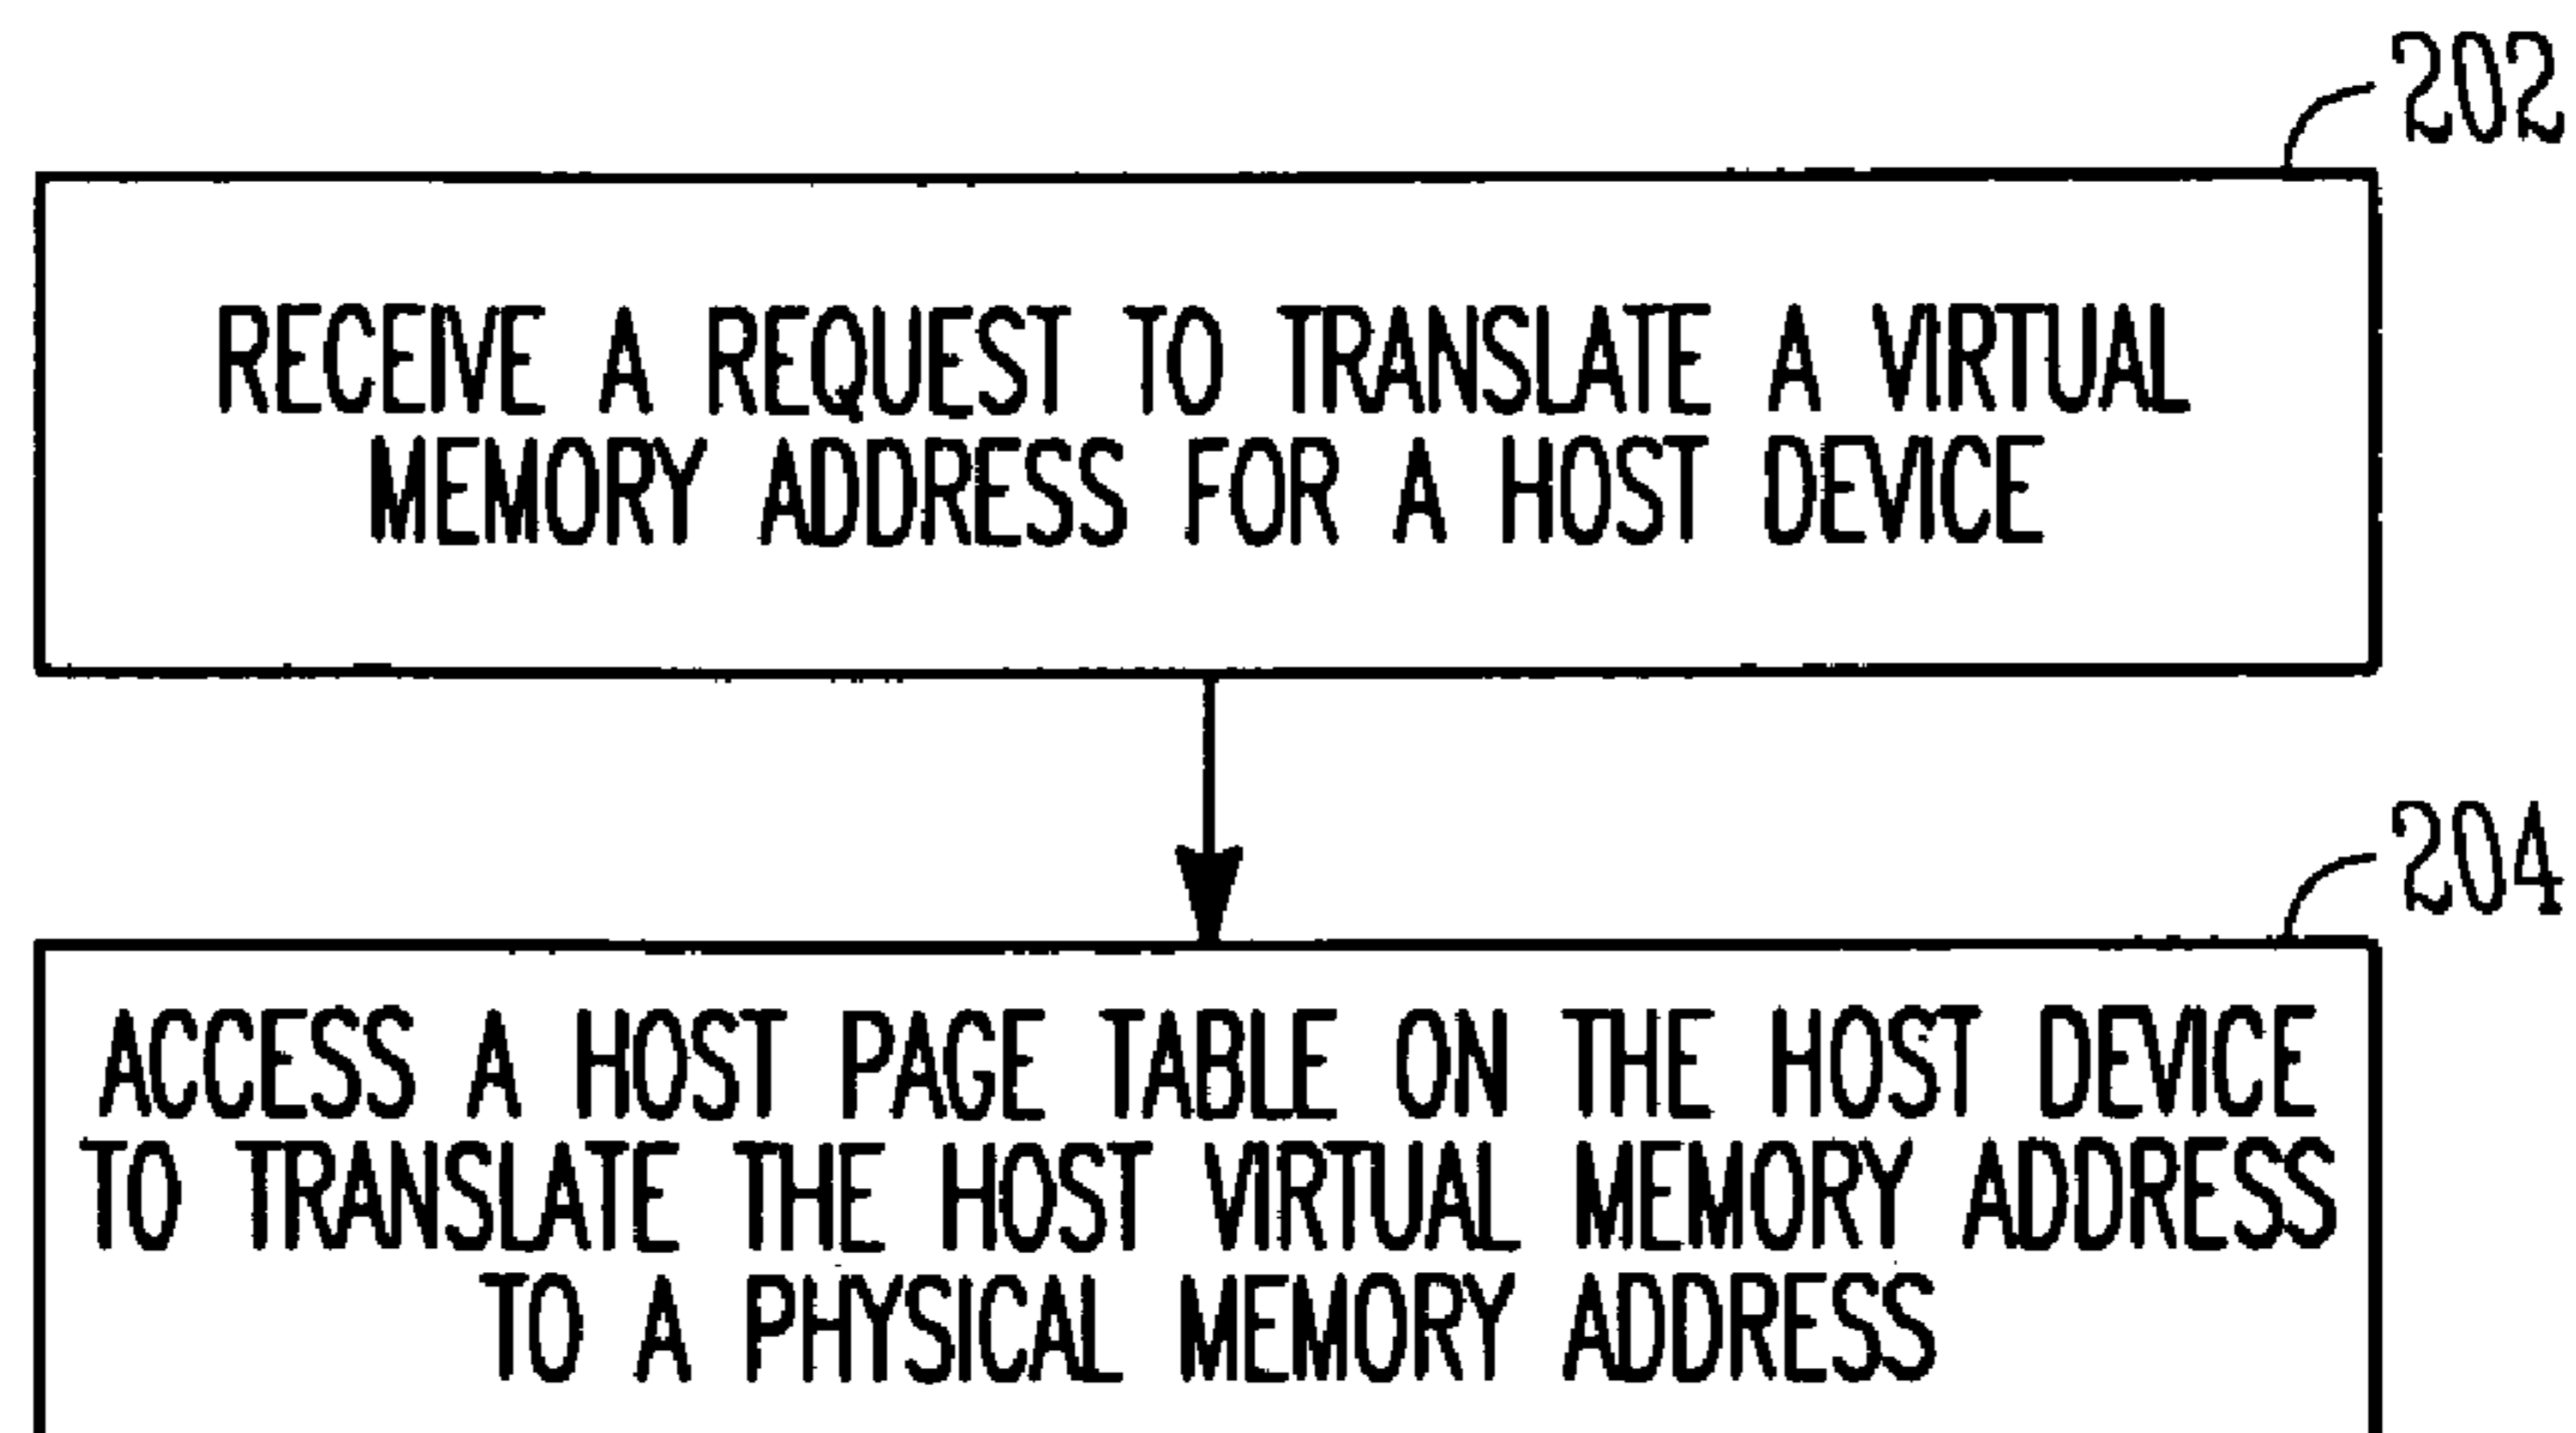 202
RECEIVE A REQUEST TO TRANSLATE A VIRTUAL
MEMORY ADDRESS FOR A HOST DEVICE
204
ACCESS A HOST PAGE TABLE ON THE HOST DEVICE
TO TRANSLATE THE HOST VIRTUAL MEMORY ADDRESS
TO A PHYSICAL MEMORY ADDRESS